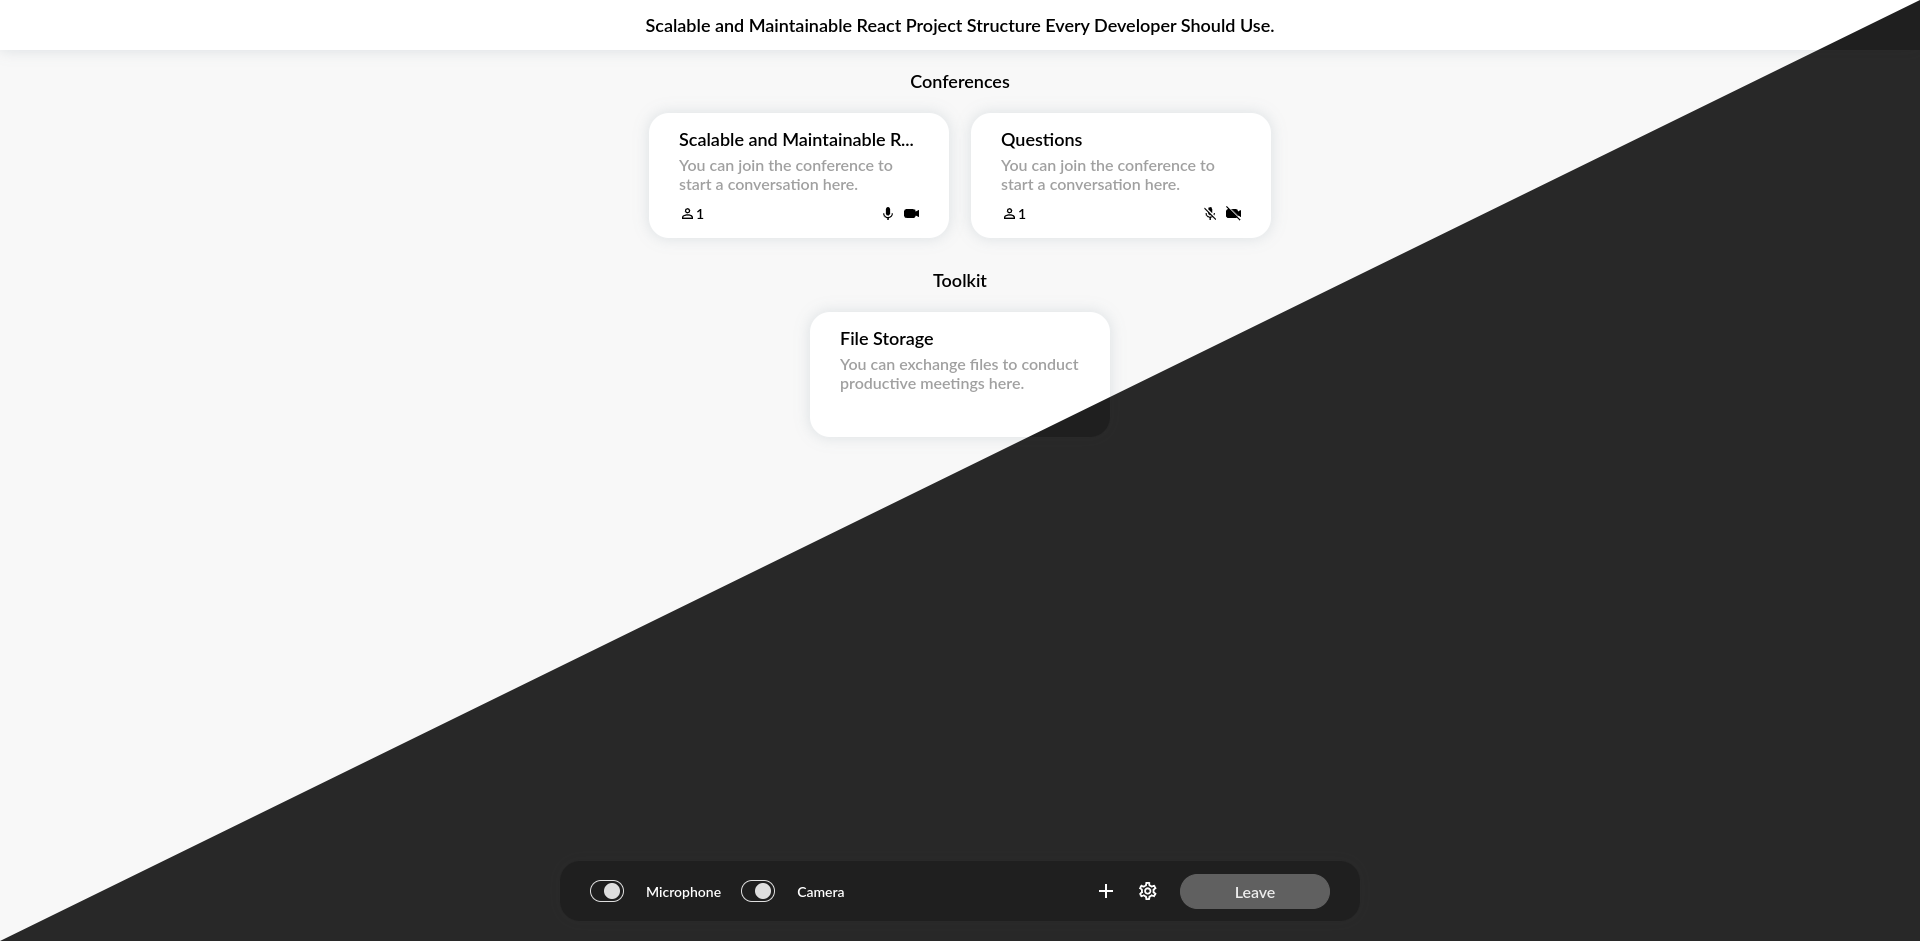 Scalable and Maintainable React Project Structure Every Developer Should Use.
Conferences
Scalable and Maintainable R...
You can join the conference to
start a conversation here.
1
Questions
You can join the conference to
start a conversation here.
1
Toolkit
File Storage
You can exchange files to conduct
productive meetings here.
Microphone
Camera
Leave